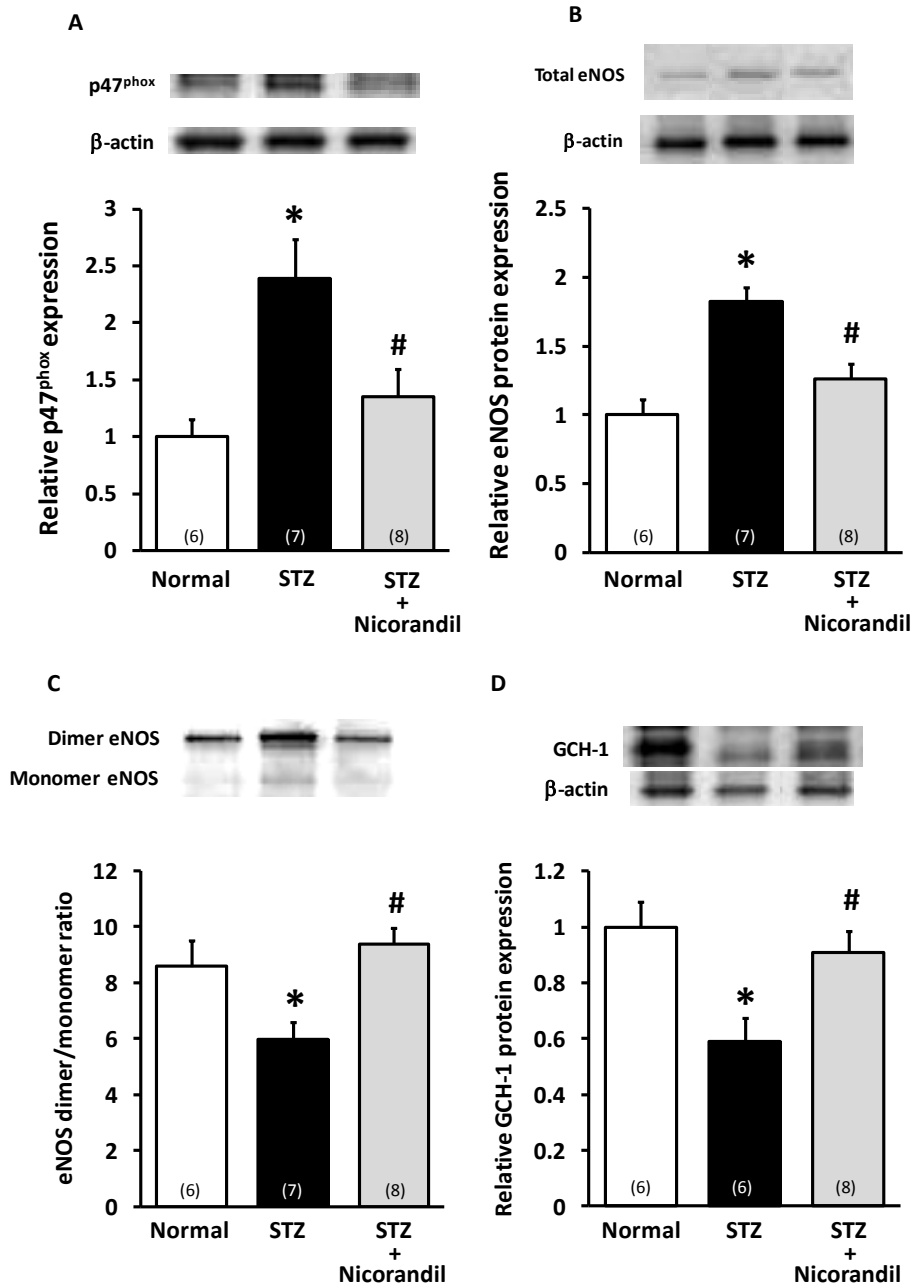 A
p47phox
β-actin
Relative p47phox expression
3
2.5
2
1.5
1
0.5
0
*
#
(6)
(7)
(8)
Normal
STZ
STZ
+
Nicorandil
B
Total eNOS
β-actin
Relative eNOS protein expression
2.5
2
1.5
1
0.5
0
*
#
(6)
(7)
(8)
Normal
STZ
STZ
+
Nicorandil
C
Dimer eNOS
Monomer eNOS
eNOS dimer/monomer ratio
12
10
8
6
4
2
0
*
#
(6)
(7)
(8)
Normal
STZ
STZ
+
Nicorandil
D
GCH-1
β-actin
Relative GCH-1 protein expression
1.2
1
0.8
0.6
0.4
0.2
0
*
#
(6)
(6)
(8)
Normal
STZ
STZ
+
Nicorandil